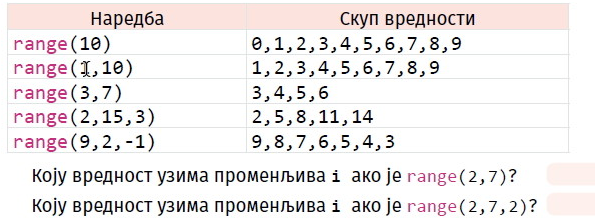 Наредба Скуп вредности
range(10) 0,1,2,3,4,5,6,7,8,9
range(1,10) 1,2,3,4,5,6,7,8,9
range(3,7) 3,4,5,6
range(2,15,3) 2,5,8,11,14
range(9,2,-1) 9,8,7,6,5,4,3
Коју вредност узима променљива i ако је range(2,7)?
Коју вредност узима променљива i ако је range(2,7,2)?